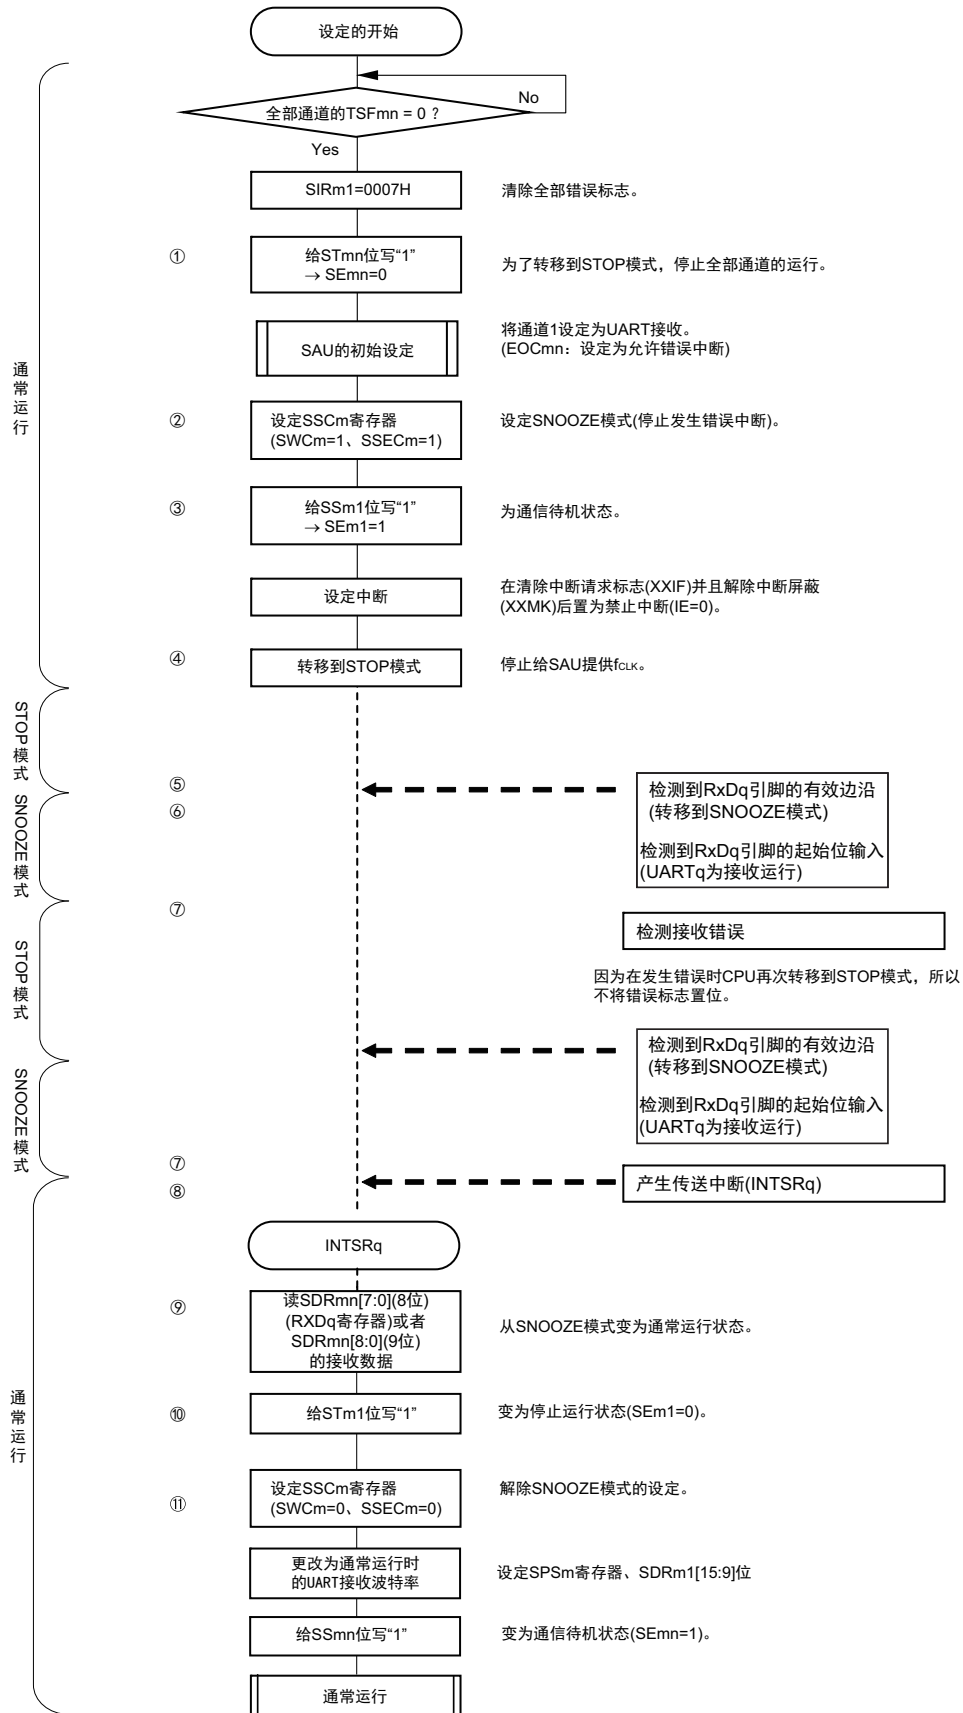 设定的开始
全部通道的TSFmn = 0 ?
No
Yes
SIRm1=0007H
清除全部错误标志。
①
给STmn位写“1”
→ SEmn=0
为了转移到STOP模式，停止全部通道的运行。
SAU的初始设定
将通道1设定为UART接收。
(EOCmn：设定为允许错误中断)
通常运行
②
设定SSCm寄存器
(SWCm=1、SSECm=1)
设定SNOOZE模式(停止发生错误中断)。
③
给SSm1位写“1”
→ SEm1=1
为通信待机状态。
设定中断
在清除中断请求标志(XXIF)并且解除中断屏蔽
(XXMK)后置为禁止中断(IE=0)。
④
转移到STOP模式
停止给SAU提供fCLK。
STOP模式
⑤
⑥
检测到RxDq引脚的有效边沿
(转移到SNOOZE模式)
检测到RxDq引脚的起始位输入
(UARTq为接收运行)
SNOOZE模式
⑦
检测接收错误
因为在发生错误时CPU再次转移到STOP模式，所以
不将错误标志置位。
STOP模式
检测到RxDq引脚的有效边沿
(转移到SNOOZE模式)
检测到RxDq引脚的起始位输入
(UARTq为接收运行)
SNOOZE模式
⑦
⑧
产生传送中断(INTSRq)
INTSRq
⑨
读SDRmn[7:0](8位)
(RXDq寄存器)或者
SDRmn[8:0](9位)
的接收数据
从SNOOZE模式变为通常运行状态。
通常运行
⑩
给STm1位写“1”
变为停止运行状态(SEm1=0)。
⑪
设定SSCm寄存器
(SWCm=0、SSECm=0)
解除SNOOZE模式的设定。
更改为通常运行时
的UART接收波特率
设定SPSm寄存器、SDRm1[15:9]位
给SSmn位写“1”
变为通信待机状态(SEmn=1)。
通常运行